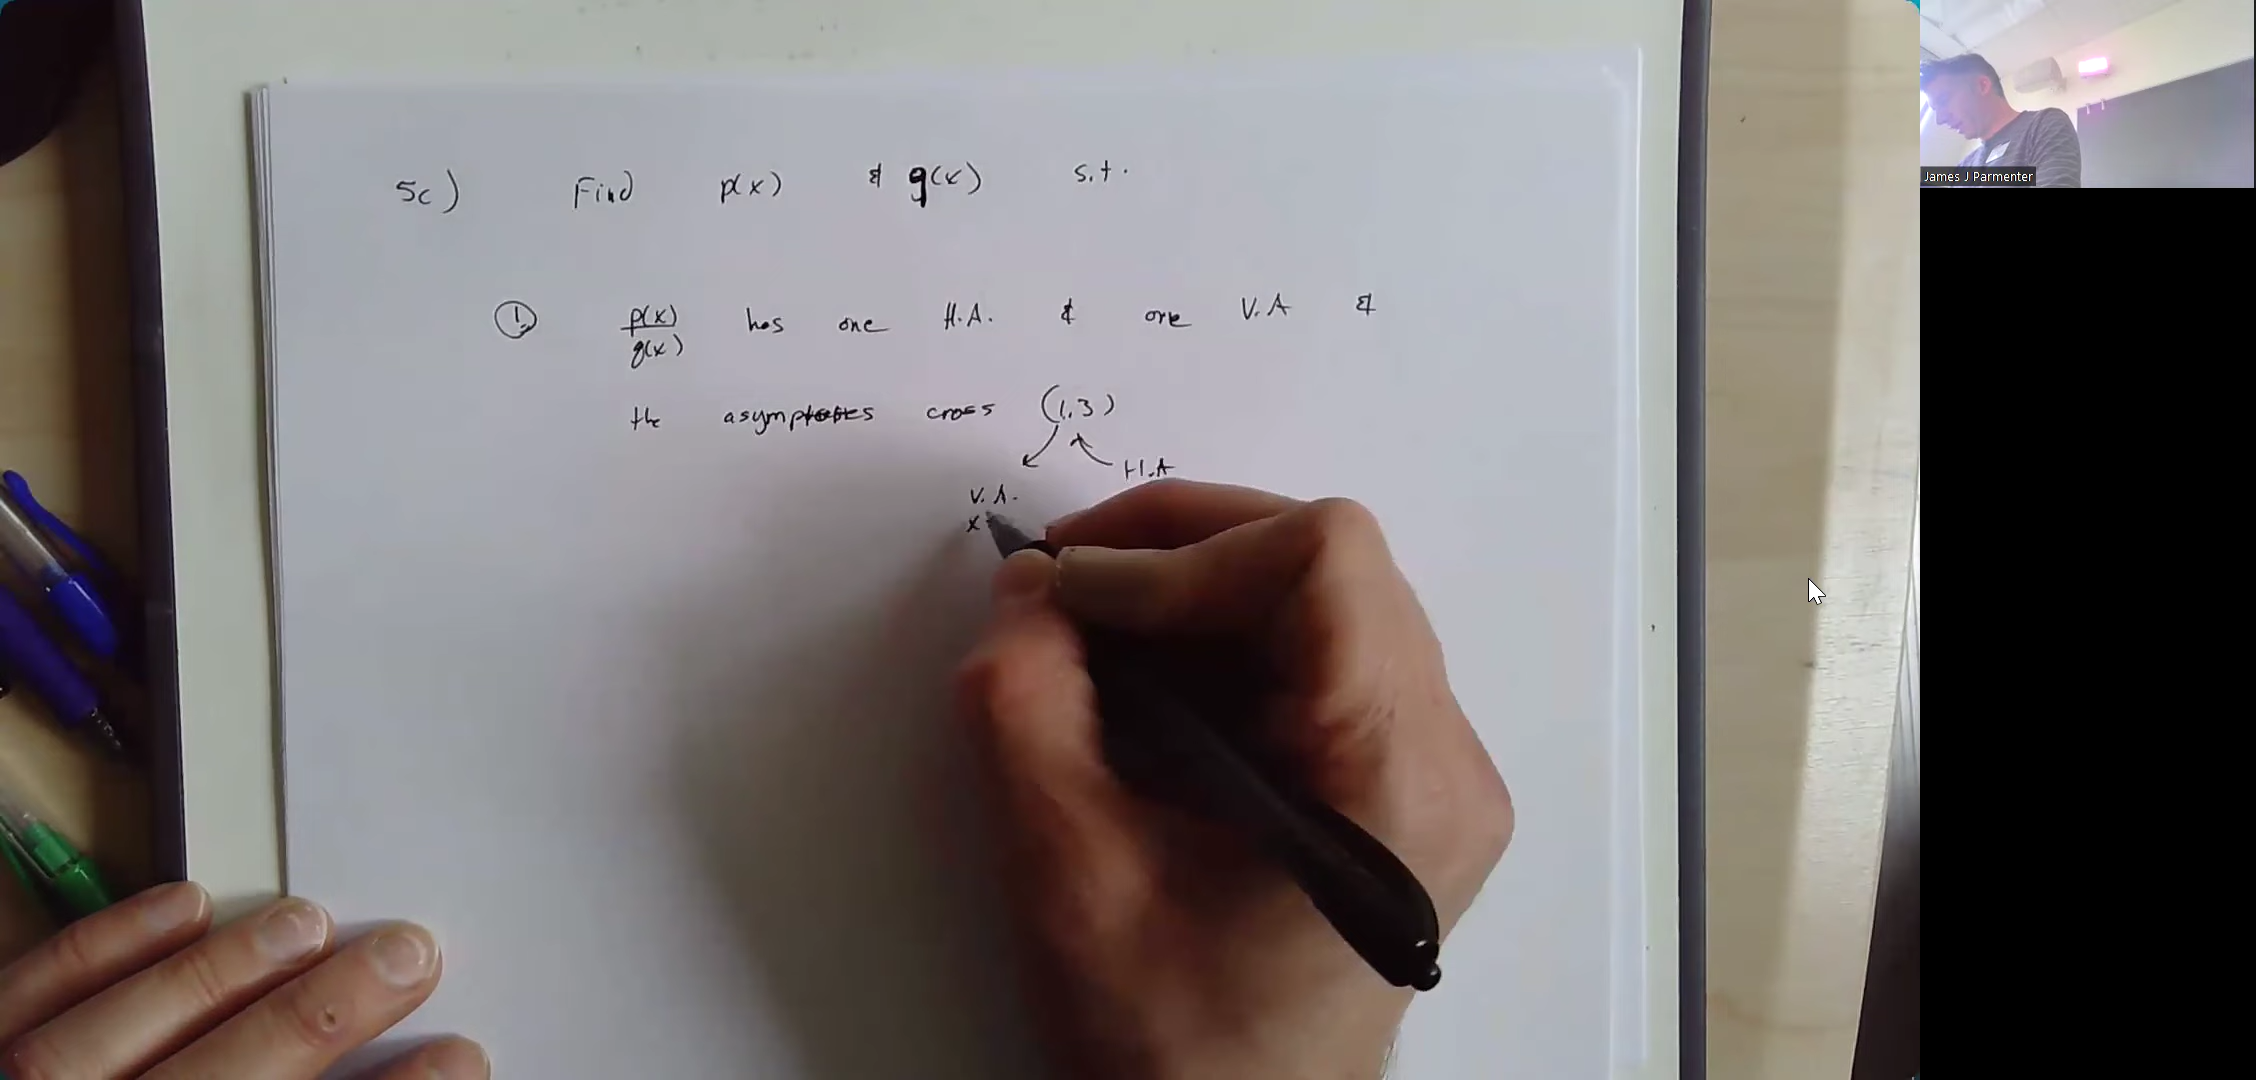 5c) Find p(x) & q(x) s.t.
① p(x)/q(x) has one H.A. & one V.A &
the asymptotes cross (1,3)
H.A
V.A.
x=
James J Parmenter